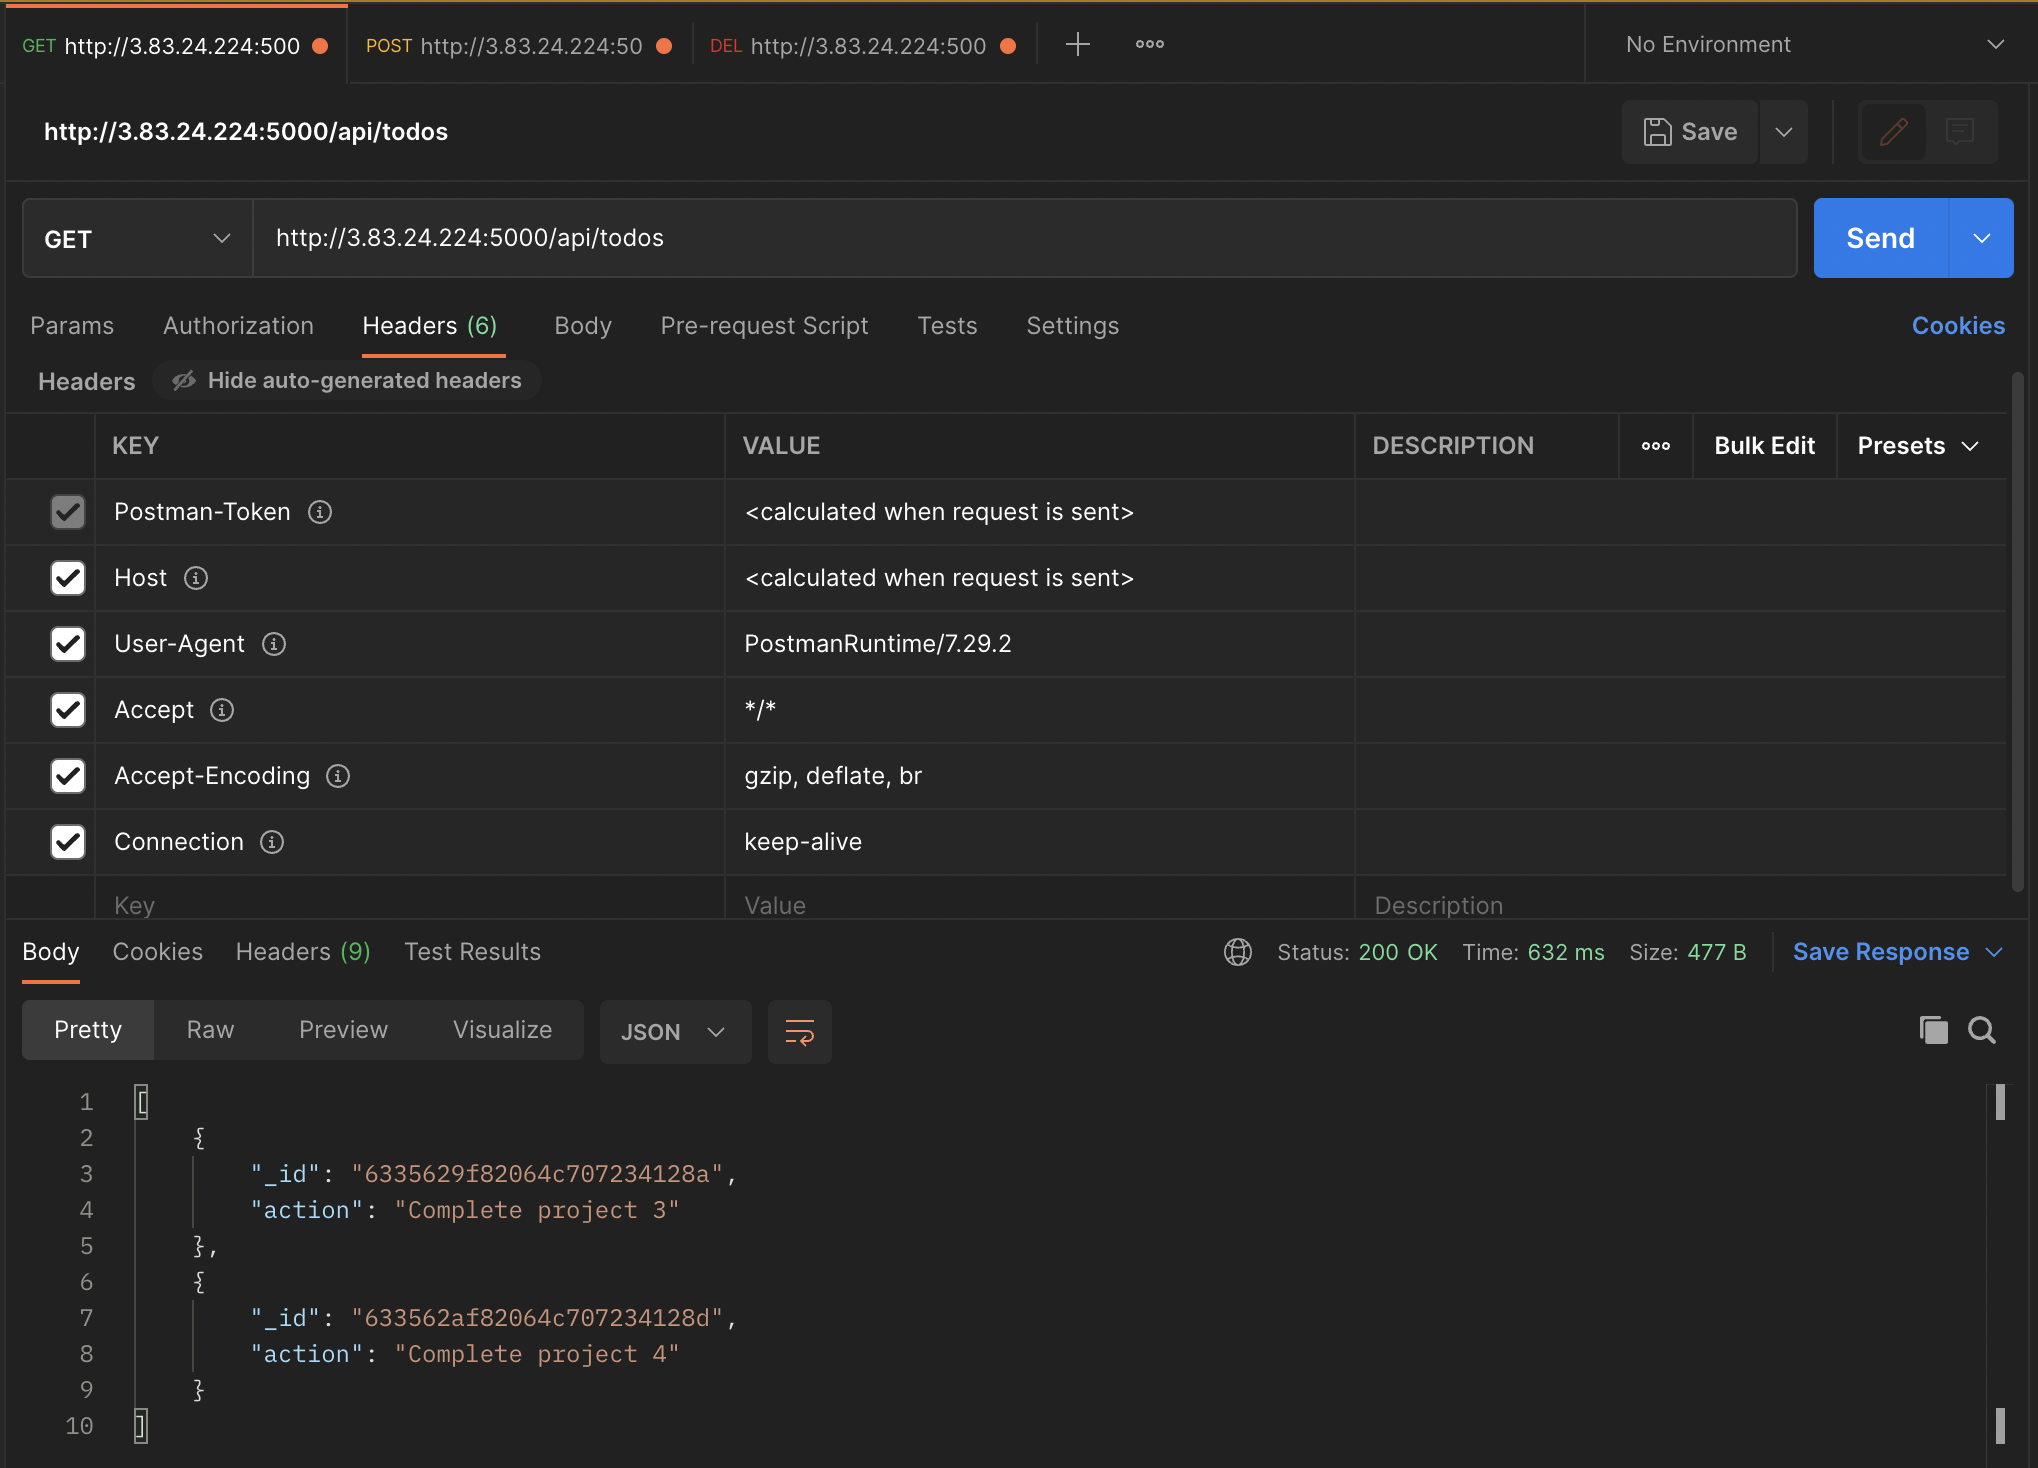 GET http://3.83.24.224:500 POST http://3.83.24.224:50 DEL http://3.83.24.224:500 No Environment
http://3.83.24.224:5000/api/todos Save
GET http://3.83.24.224:5000/api/todos Send
Params Authorization Headers (6) Body Pre-request Script Tests Settings Cookies
Headers Hide auto-generated headers
KEY VALUE DESCRIPTION Bulk Edit Presets
Postman-Token <calculated when request is sent>
Host <calculated when request is sent>
User-Agent PostmanRuntime/7.29.2
Accept */*
Accept-Encoding gzip, deflate, br
Connection keep-alive
Key Value Description
Body Cookies Headers (9) Test Results Status: 200 OK Time: 632 ms Size: 477 B Save Response
Pretty Raw Preview Visualize JSON
1 [
2 {
3 "_id": "6335629f82064c707234128a",
4 "action": "Complete project 3"
5 },
6 {
7 "_id": "633562af82064c707234128d",
8 "action": "Complete project 4"
9 }
10 ]